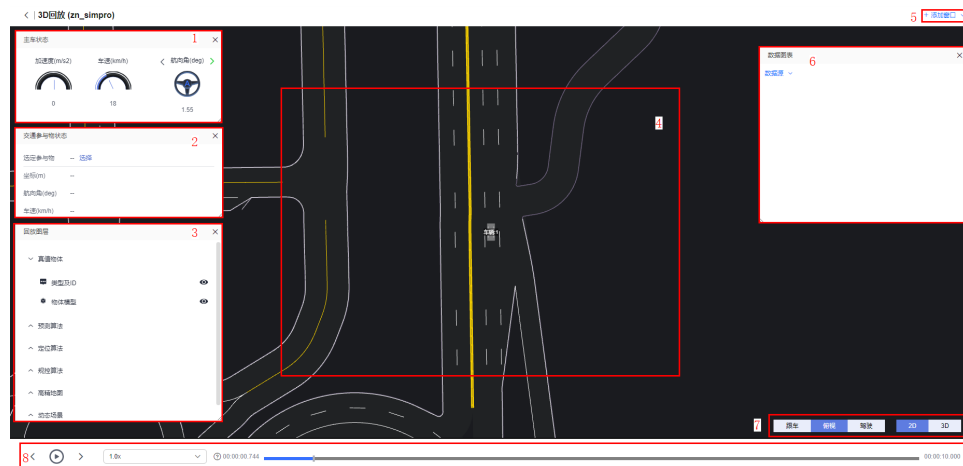 3D回放 (zn_simpro)
5 + 添加窗口
主车状态 1
加速度(m/s2) 车速(km/h) 航向角(deg)
0 18 1.55
交通参与物状态 2
选定参与物 -- 选择
坐标(m) --
航向角(deg) --
车速(km/h) --
回放图层 3
真值物体
类型及ID
物体模型
预测算法
定位算法
规控算法
高精地图
动态场景
4
数据图表 6
数据源
7 跟车 俯视 驾驶 2D 3D
8 1.0x 00:00:00.744 00:00:10.000